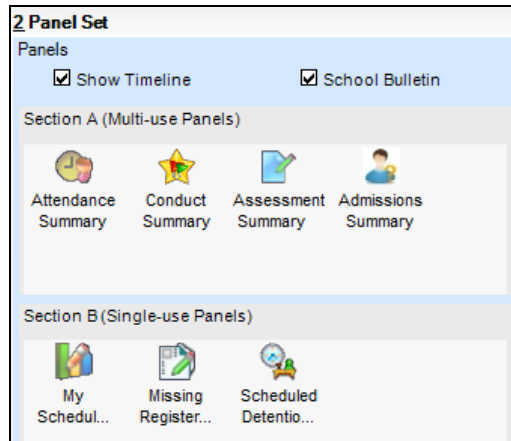 2 Panel Set
Panels
Show Timeline School Bulletin
Section A (Multi-use Panels)
Attendance Conduct Assessment Admissions
Summary Summary Summary Summary
Section B (Single-use Panels)
My Missing Scheduled
Schedul... Register... Detentio...